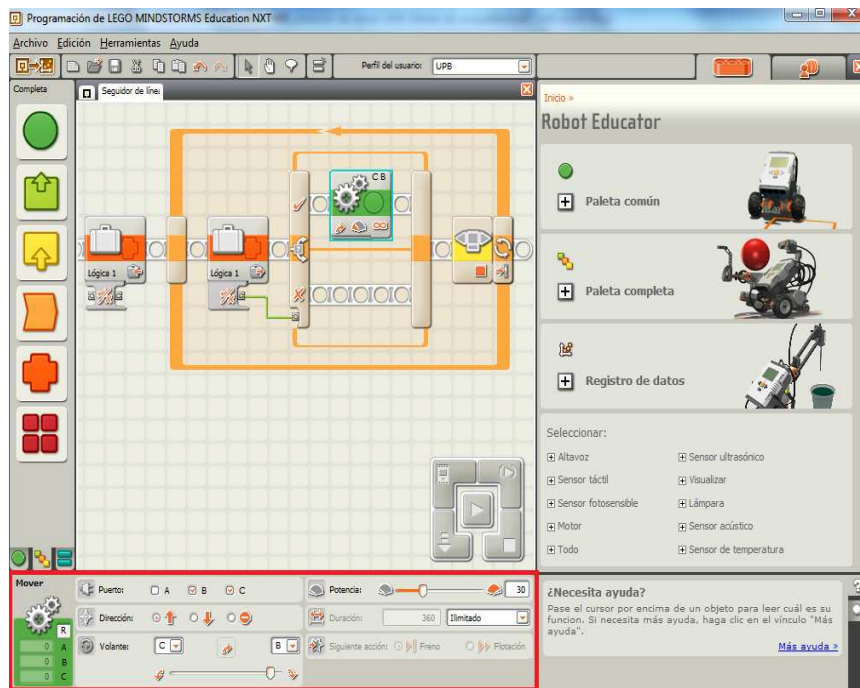 Programación de LEGO MINDSTORMS Education NXT
Archivo Edición Herramientas Ayuda
Perfil del usuario: UPB
Completa
Seguidor de líne:
C B
Lógica 1
Lógica 1
Inicio »
Robot Educator
Paleta común
Paleta completa
Registro de datos
Seleccionar:
Altavoz
Sensor ultrasónico
Sensor táctil
Visualizar
Sensor fotosensible
Lámpara
Motor
Sensor acústico
Todo
Sensor de temperatura
Mover
R
0 A
0 B
0 C
Puerto: A B C
Dirección:
Volante: C B
Potencia: 30
Duración: 360 Ilimitado
Siguiente acción: Freno Flotación
¿Necesita ayuda?
Pase el cursor por encima de un objeto para leer cuál es su
funcion. Si necesita más ayuda, haga clic en el vínculo "Más
ayuda".
Más ayuda »